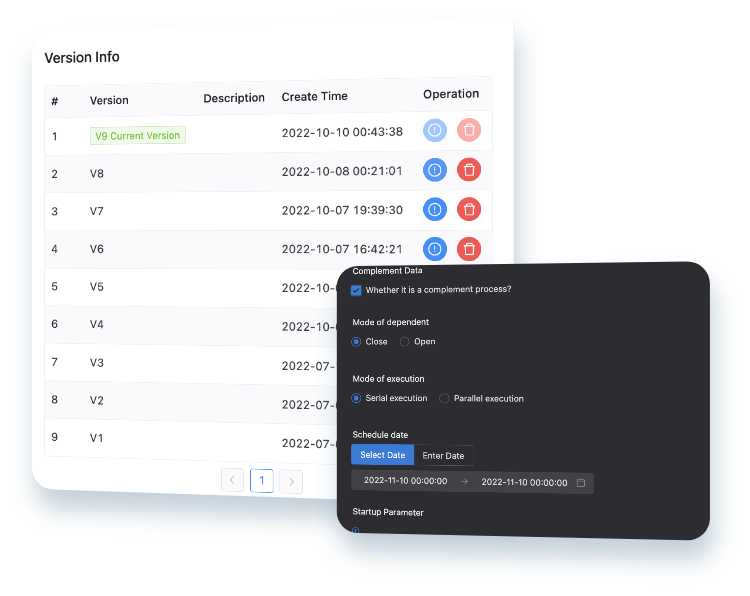 Version Info
# Version Description Create Time Operation
1 V9 Current Version 2022-10-10 00:43:38
2 V8 2022-10-08 00:21:01
3 V7 2022-10-07 19:39:30
4 V6 2022-10-07 16:42:21
5 V5 2022-10-
6 V4 2022-10-
7 V3 2022-07-
8 V2 2022-07-
9 V1 2022-07-
1
Complement Data
Whether it is a complement process?
Mode of dependent
Close Open
Mode of execution
Serial execution Parallel execution
Schedule date
Select Date Enter Date
2022-11-10 00:00:00 → 2022-11-10 00:00:00
Startup Parameter